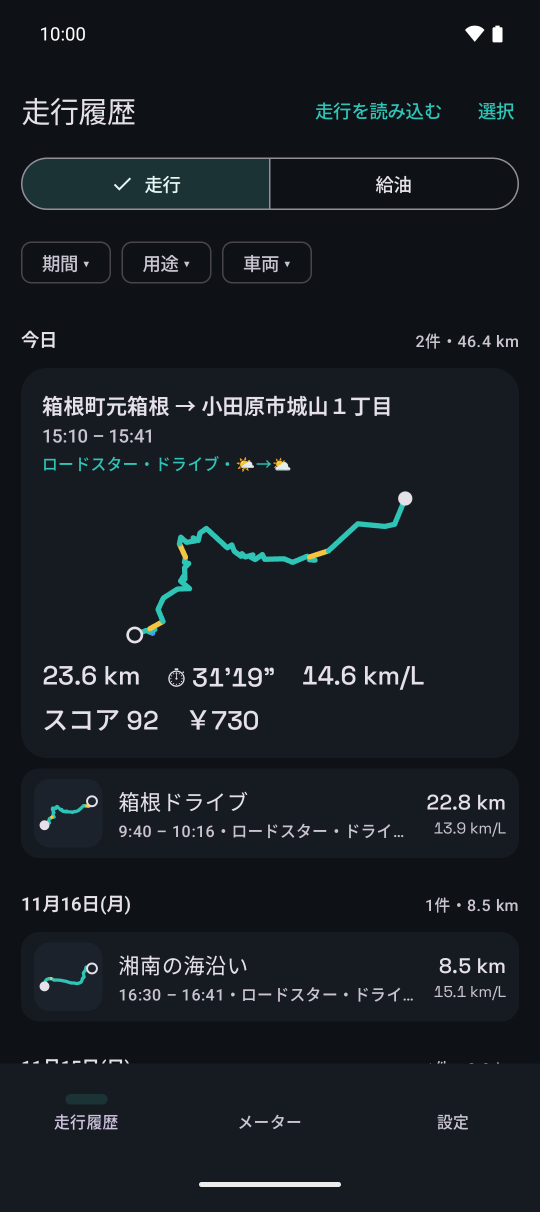 10:00
走行履歴 走行を読み込む 選択
走行 給油
期間 ▾ 用途 ▾ 車両 ▾
今日 2件・46.4 km
箱根町元箱根 → 小田原市城山１丁目
15:10 – 15:41
ロードスター・ドライブ・🌤️→⛅
23.6 km ⏱ 31’19” 14.6 km/L
スコア 92 ￥730
箱根ドライブ 22.8 km
9:40 – 10:16・ロードスター・ドライ… 13.9 km/L
11月16日(月) 1件・8.5 km
湘南の海沿い 8.5 km
16:30 – 16:41・ロードスター・ドライ… 15.1 km/L
走行履歴 メーター 設定